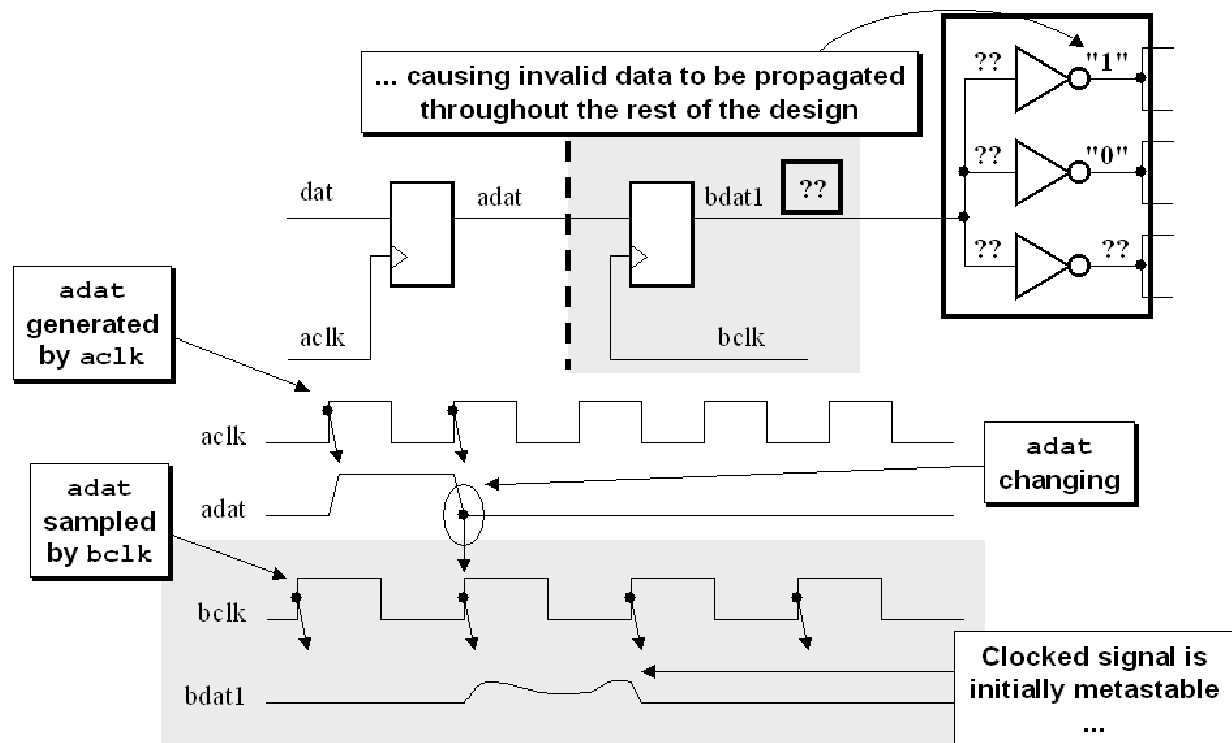 ... causing invalid data to be propagated
throughout the rest of the design
??
"1"
??
"0"
??
??
dat
adat
bdat1
??
aclk
bclk
adat
generated
by aclk
aclk
adat
changing
adat
adat
sampled
by bclk
bclk
bdat1
Clocked signal is
initially metastable
...